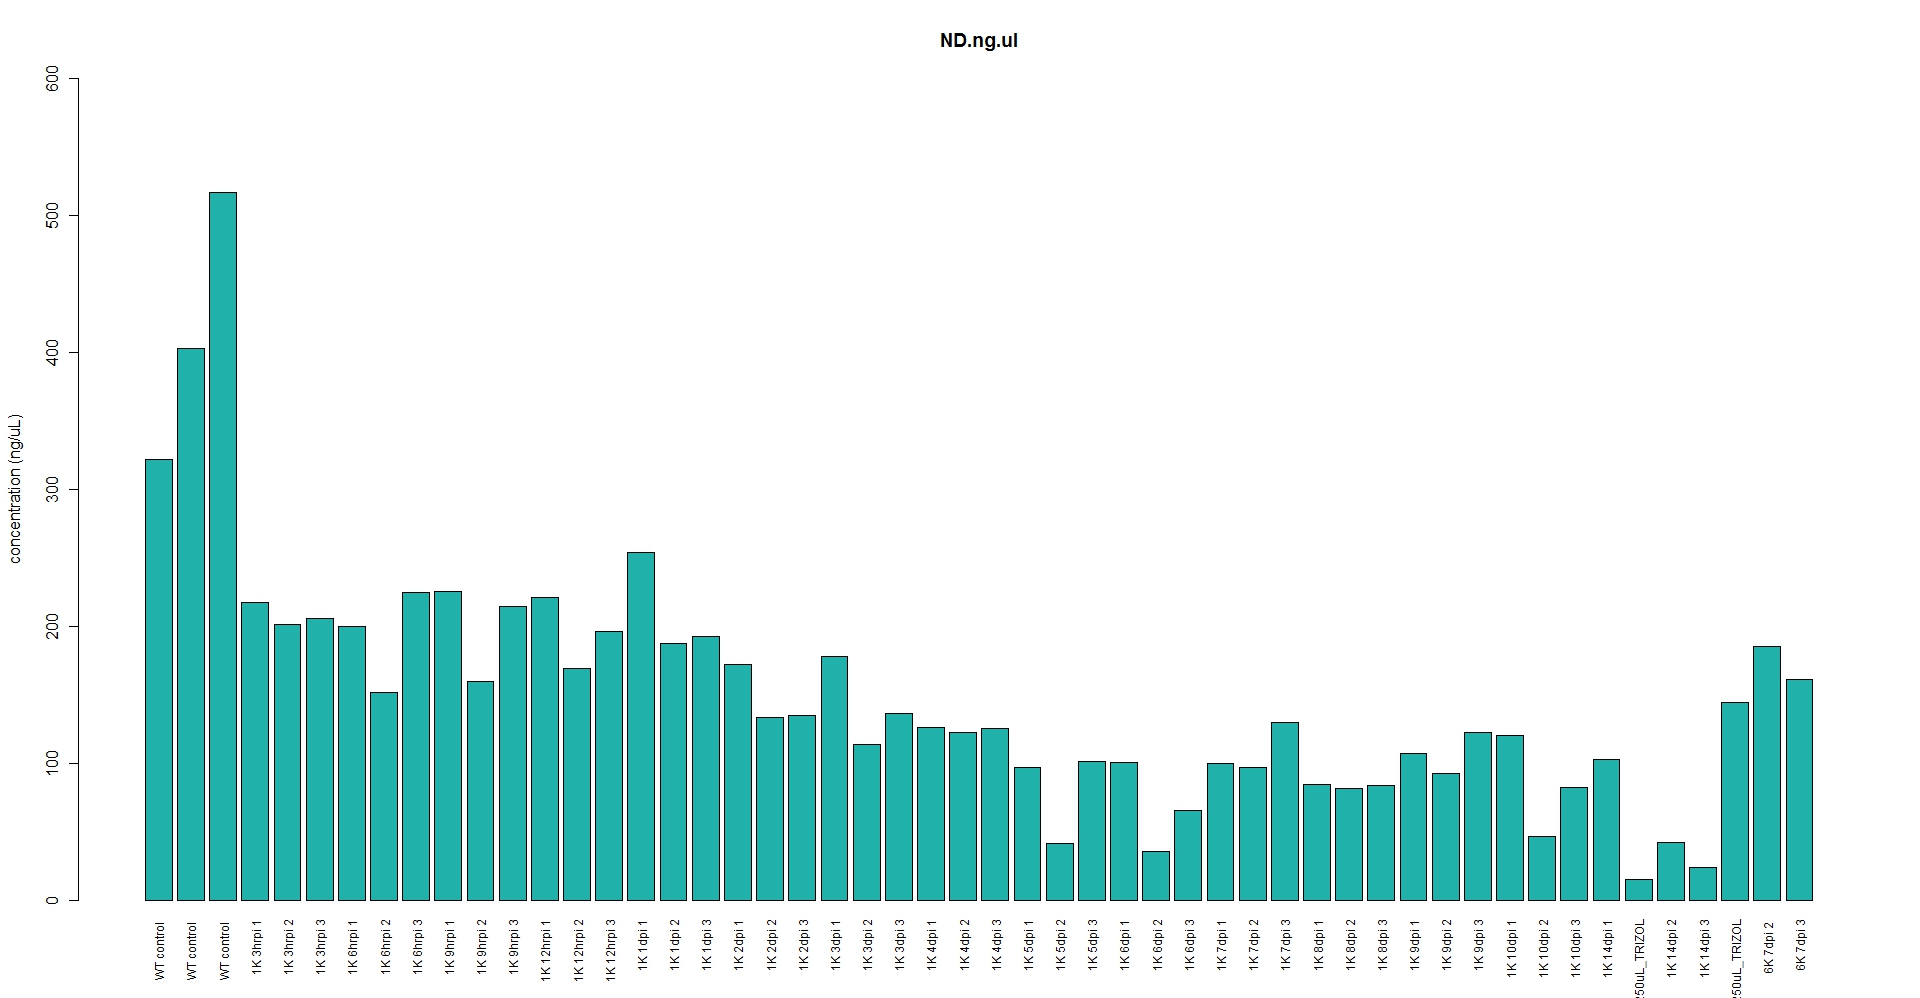 ND.ng.ul
concentration (ng/uL)
600
500
400
300
200
100
0
WT control
WT control
WT control
1K 3hrpi 1
1K 3hrpi 2
1K 3hrpi 3
1K 6hrpi 1
1K 6hrpi 2
1K 6hrpi 3
1K 9hrpi 1
1K 9hrpi 2
1K 9hrpi 3
1K 12hrpi 1
1K 12hrpi 2
1K 12hrpi 3
1K 1dpi 1
1K 1dpi 2
1K 1dpi 3
1K 2dpi 1
1K 2dpi 2
1K 2dpi 3
1K 3dpi 1
1K 3dpi 2
1K 3dpi 3
1K 4dpi 1
1K 4dpi 2
1K 4dpi 3
1K 5dpi 1
1K 5dpi 2
1K 5dpi 3
1K 6dpi 1
1K 6dpi 2
1K 6dpi 3
1K 7dpi 1
1K 7dpi 2
1K 7dpi 3
1K 8dpi 1
1K 8dpi 2
1K 8dpi 3
1K 9dpi 1
1K 9dpi 2
1K 9dpi 3
1K 10dpi 1
1K 10dpi 2
1K 10dpi 3
1K 14dpi 1
250uL_TRIZOL
1K 14dpi 2
1K 14dpi 3
250uL_TRIZOL
6K 7dpi 2
6K 7dpi 3